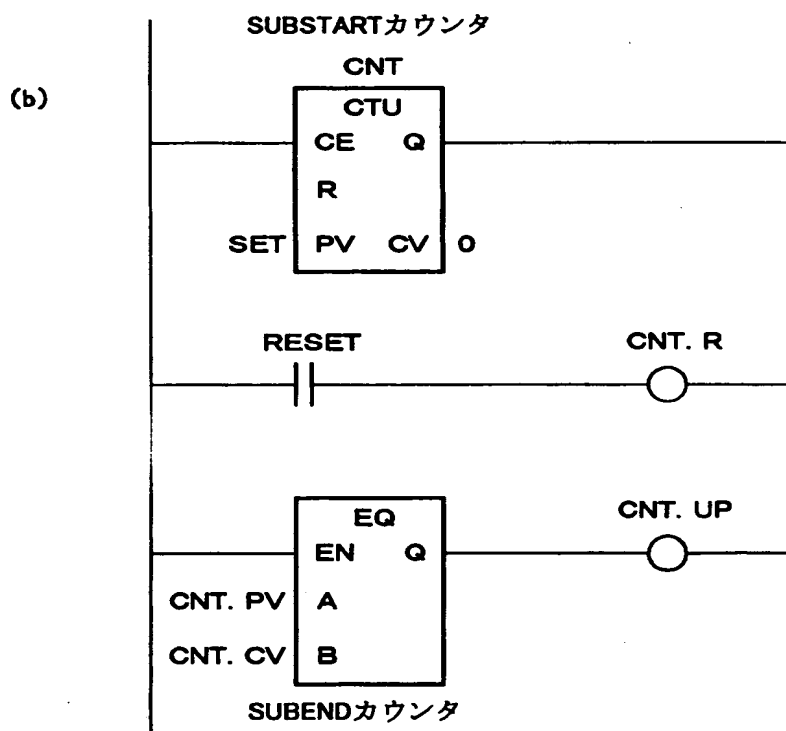 SUBSTARTカウンタ
(b)
CNT
CTU
CE Q
R
SET PV CV 0
RESET CNT. R
EQ CNT. UP
EN Q
CNT. PV A
CNT. CV B
SUBENDカウンタ